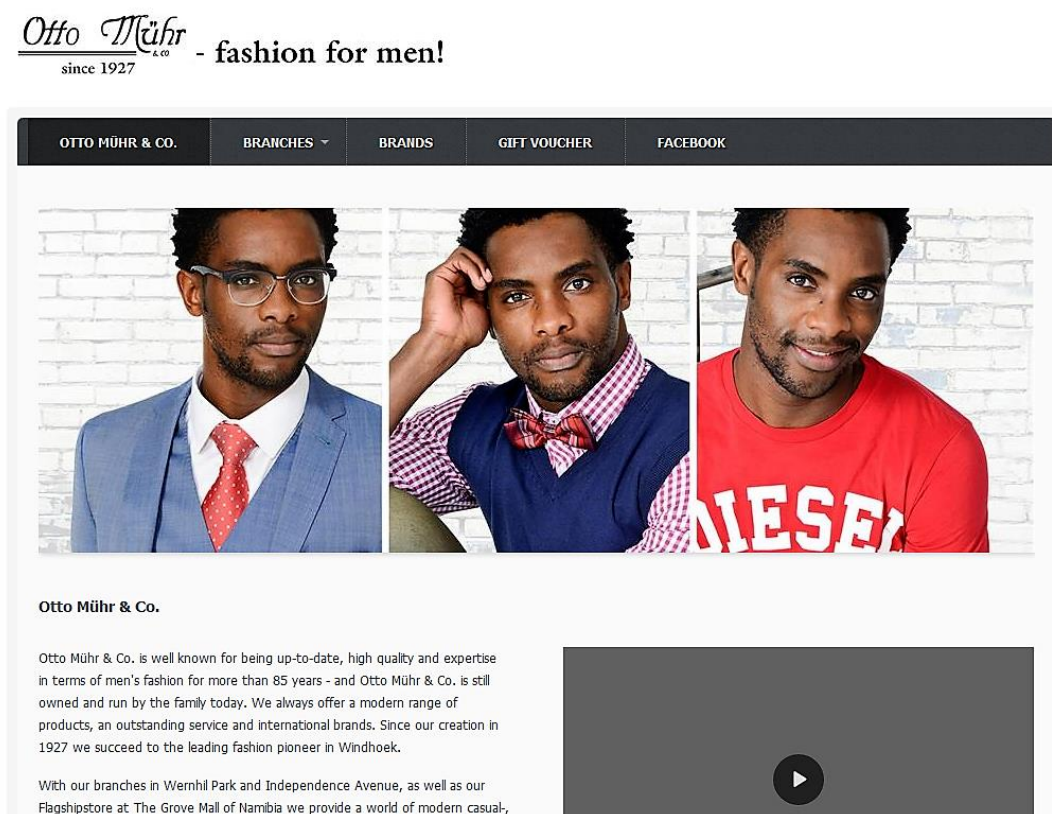 Otto Mühr
& CO
since 1927
- fashion for men!
OTTO MÜHR & CO.
BRANCHES
BRANDS
GIFT VOUCHER
FACEBOOK
DIESEL
Otto Mühr & Co.
Otto Mühr & Co. is well known for being up-to-date, high quality and expertise
in terms of men's fashion for more than 85 years - and Otto Mühr & Co. is still
owned and run by the family today. We always offer a modern range of
products, an outstanding service and international brands. Since our creation in
1927 we succeed to the leading fashion pioneer in Windhoek.
With our branches in Wernhil Park and Independence Avenue, as well as our
Flagshipstore at The Grove Mall of Namibia we provide a world of modern casual-,